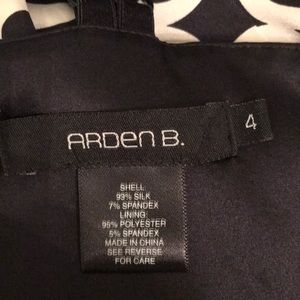 ARDEN B.
4
SHELL
93% SILK
7% SPANDEX
LINING:
95% POLYESTER
5% SPANDEX
MADE IN CHINA
SEE REVERSE
FOR CARE